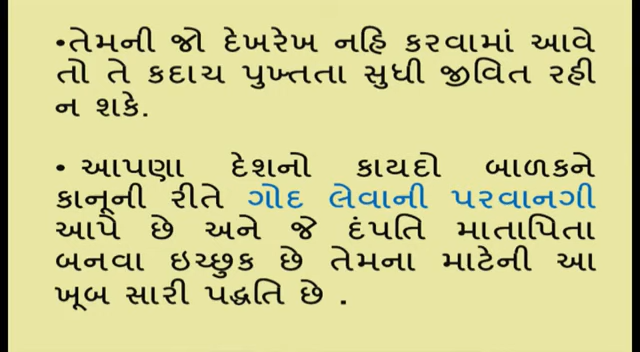 •તેમની જો દેખરેખ નહિ કરવામાં આવે
તો તે કદાચ પુખ્તતા સુધી જીવિત રહી
ન શકે.
• આપણા દેશનો કાયદો બાળકને
કાનૂની રીતે ગોદ લેવાની પરવાનગી
આપે છે અને જે દંપતિ માતાપિતા
બનવા ઇચ્છુક છે તેમના માટેની આ
ખૂબ સારી પદ્ધતિ છે .